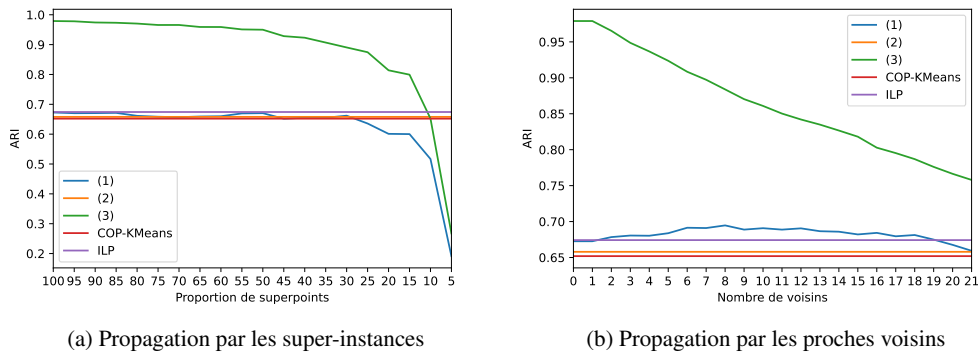 1.0
0.9
0.8
0.7
0.6
0.5
0.4
0.3
0.2
ARI
(1)
(2)
(3)
COP-KMeans
ILP
100 95 90 85 80 75 70 65 60 55 50 45 40 35 30 25 20 15 10 5
Proportion de superpoints
(a) Propagation par les super-instances
0.95
0.90
0.85
0.80
0.75
0.70
0.65
ARI
(1)
(2)
(3)
COP-KMeans
ILP
0 1 2 3 4 5 6 7 8 9 10 11 12 13 14 15 16 17 18 19 20 21
Nombre de voisins
(b) Propagation par les proches voisins